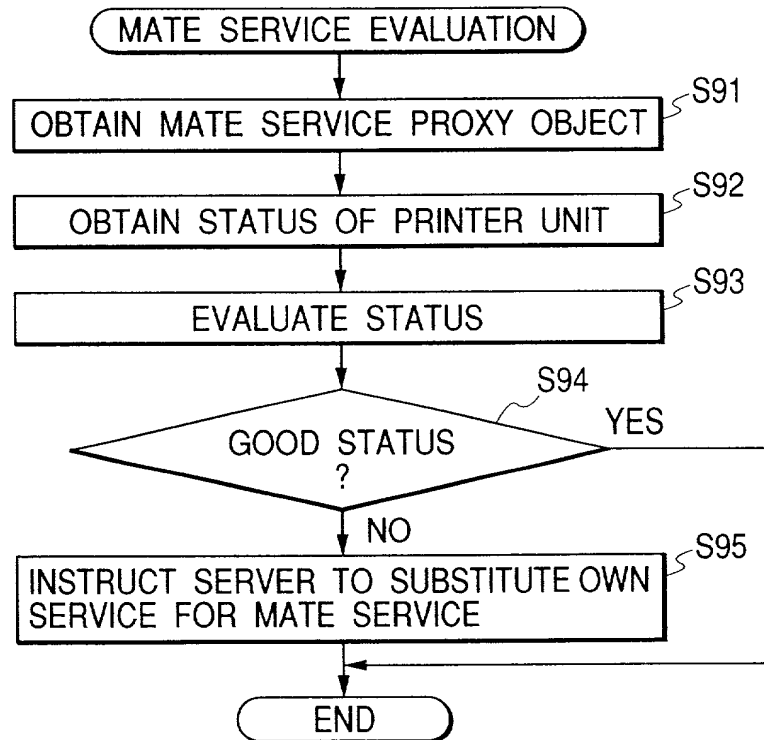 MATE SERVICE EVALUATION
S91
OBTAIN MATE SERVICE PROXY OBJECT
S92
OBTAIN STATUS OF PRINTER UNIT
S93
EVALUATE STATUS
S94
GOOD STATUS
?
YES
NO
S95
INSTRUCT SERVER TO SUBSTITUTE OWN
SERVICE FOR MATE SERVICE
END